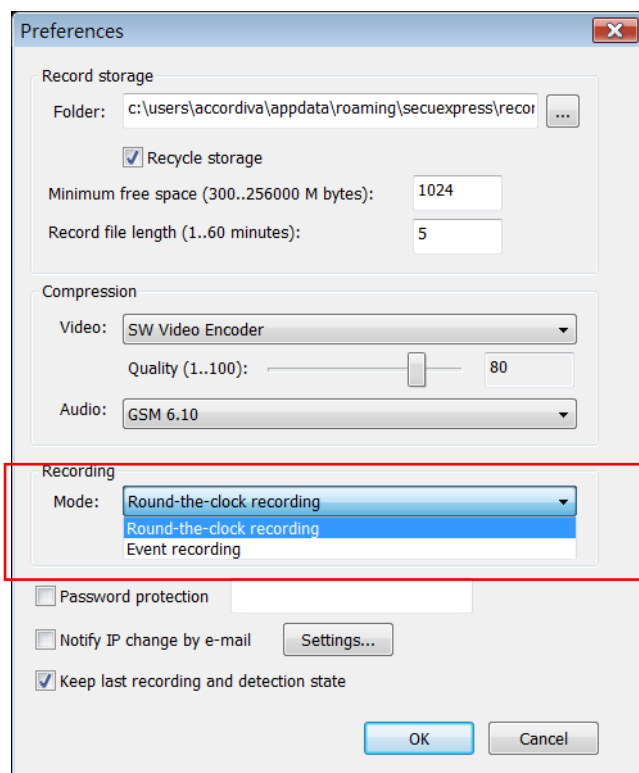 Preferences
Record storage
Folder: c:\users\accordiva\appdata\roaming\secuexpress\recor ...
Recycle storage
Minimum free space (300..256000 M bytes): 1024
Record file length (1..60 minutes): 5
Compression
Video: SW Video Encoder
Quality (1..100): 80
Audio: GSM 6.10
Recording
Mode: Round-the-clock recording
Round-the-clock recording
Event recording
Password protection
Notify IP change by e-mail Settings...
Keep last recording and detection state
OK Cancel